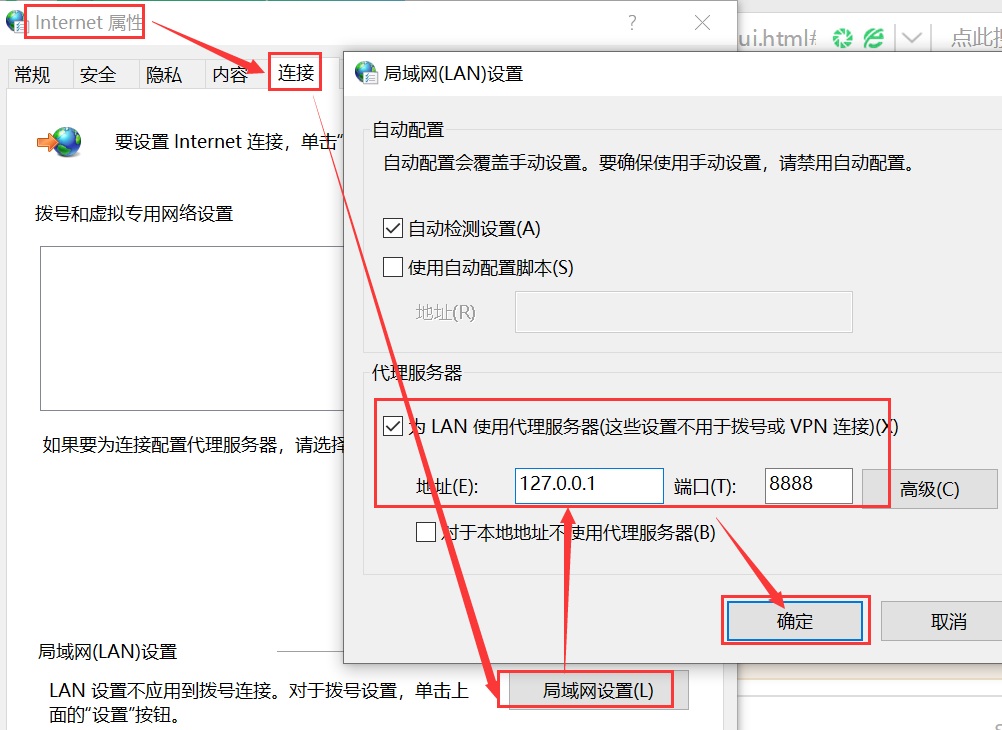 Internet 属性
?
ui.html#
点此搜
常规
安全
隐私
内容
连接
要设置 Internet 连接，单击“
拨号和虚拟专用网络设置
如果要为连接配置代理服务器，请选择
局域网(LAN)设置
LAN 设置不应用到拨号连接。对于拨号设置，单击上
面的“设置”按钮。
局域网设置(L)
局域网(LAN)设置
自动配置
自动配置会覆盖手动设置。要确保使用手动设置，请禁用自动配置。
自动检测设置(A)
使用自动配置脚本(S)
地址(R)
代理服务器
为 LAN 使用代理服务器(这些设置不用于拨号或 VPN 连接)(X)
地址(E):
127.0.0.1
端口(T):
8888
高级(C)
对于本地地址不使用代理服务器(B)
确定
取消